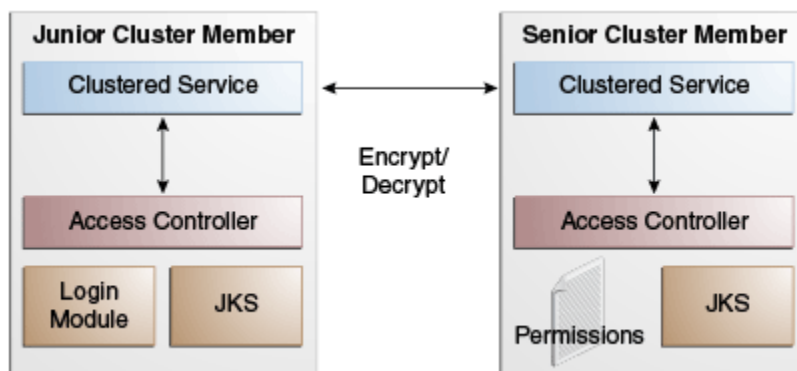 Junior Cluster Member
Clustered Service
Access Controller
Login
Module
JKS
Encrypt/
Decrypt
Senior Cluster Member
Clustered Service
Access Controller
Permissions
JKS